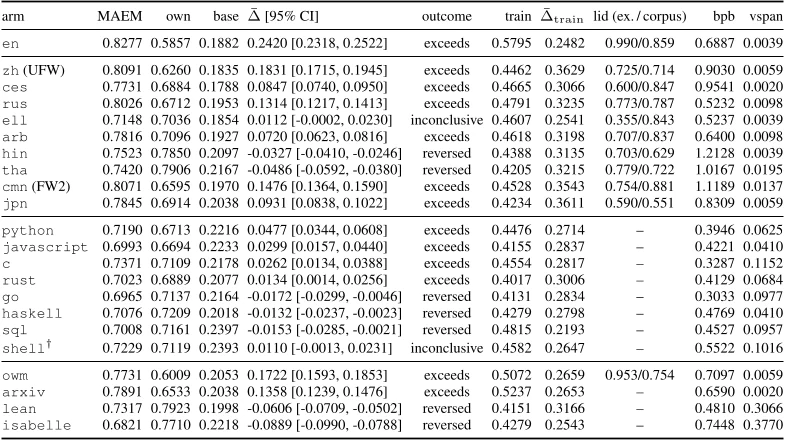 arm MAEM own base Δ̄ [95% CI] outcome train Δ̄train lid (ex. / corpus) bpb vspan
en 0.8277 0.5857 0.1882 0.2420 [0.2318, 0.2522] exceeds 0.5795 0.2482 0.990/0.859 0.6887 0.0039
zh (UFW) 0.8091 0.6260 0.1835 0.1831 [0.1715, 0.1945] exceeds 0.4462 0.3629 0.725/0.714 0.9030 0.0059
ces 0.7731 0.6884 0.1788 0.0847 [0.0740, 0.0950] exceeds 0.4665 0.3066 0.600/0.847 0.9541 0.0020
rus 0.8026 0.6712 0.1953 0.1314 [0.1217, 0.1413] exceeds 0.4791 0.3235 0.773/0.787 0.5232 0.0098
ell 0.7148 0.7036 0.1854 0.0112 [-0.0002, 0.0230] inconclusive 0.4607 0.2541 0.355/0.843 0.5237 0.0039
arb 0.7816 0.7096 0.1927 0.0720 [0.0623, 0.0816] exceeds 0.4618 0.3198 0.707/0.837 0.6400 0.0098
hin 0.7523 0.7850 0.2097 -0.0327 [-0.0410, -0.0246] reversed 0.4388 0.3135 0.703/0.629 1.2128 0.0039
tha 0.7420 0.7906 0.2167 -0.0486 [-0.0592, -0.0380] reversed 0.4205 0.3215 0.779/0.722 1.0167 0.0195
cmn (FW2) 0.8071 0.6595 0.1970 0.1476 [0.1364, 0.1590] exceeds 0.4528 0.3543 0.754/0.881 1.1189 0.0137
jpn 0.7845 0.6914 0.2038 0.0931 [0.0838, 0.1022] exceeds 0.4234 0.3611 0.590/0.551 0.8309 0.0059
python 0.7190 0.6713 0.2216 0.0477 [0.0344, 0.0608] exceeds 0.4476 0.2714 – 0.3946 0.0625
javascript 0.6993 0.6694 0.2233 0.0299 [0.0157, 0.0440] exceeds 0.4155 0.2837 – 0.4221 0.0410
c 0.7371 0.7109 0.2178 0.0262 [0.0134, 0.0388] exceeds 0.4554 0.2817 – 0.3287 0.1152
rust 0.7023 0.6889 0.2077 0.0134 [0.0014, 0.0256] exceeds 0.4017 0.3006 – 0.4129 0.0684
go 0.6965 0.7137 0.2164 -0.0172 [-0.0299, -0.0046] reversed 0.4131 0.2834 – 0.3033 0.0977
haskell 0.7076 0.7209 0.2018 -0.0132 [-0.0237, -0.0023] reversed 0.4279 0.2798 – 0.4769 0.0410
sql 0.7008 0.7161 0.2397 -0.0153 [-0.0285, -0.0021] reversed 0.4815 0.2193 – 0.4527 0.0957
shell† 0.7229 0.7119 0.2393 0.0110 [-0.0013, 0.0231] inconclusive 0.4582 0.2647 – 0.5522 0.1016
owm 0.7731 0.6009 0.2053 0.1722 [0.1593, 0.1853] exceeds 0.5072 0.2659 0.953/0.754 0.7097 0.0059
arxiv 0.7891 0.6533 0.2038 0.1358 [0.1239, 0.1476] exceeds 0.5237 0.2653 – 0.6590 0.0020
lean 0.7317 0.7923 0.1998 -0.0606 [-0.0709, -0.0502] reversed 0.4151 0.3166 – 0.4810 0.3066
isabelle 0.6821 0.7710 0.2218 -0.0889 [-0.0990, -0.0788] reversed 0.4279 0.2543 – 0.7448 0.3770